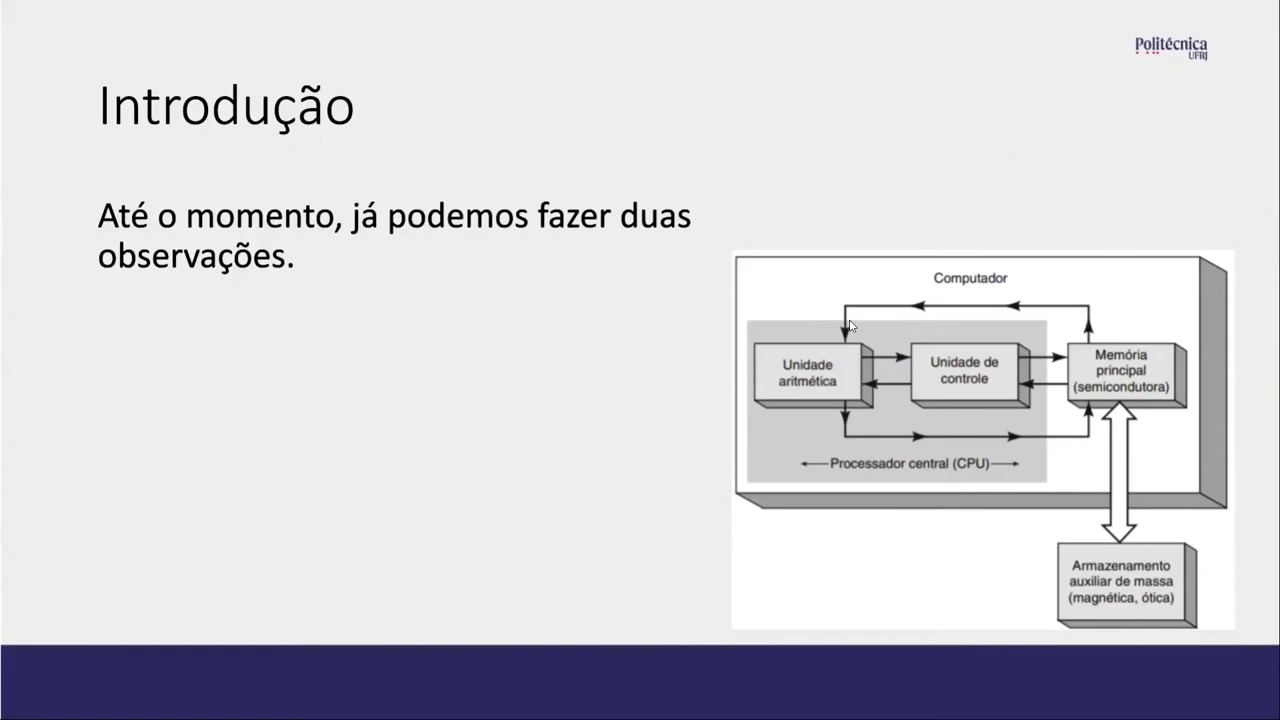 Politécnica
UFRJ
Introdução
Até o momento, já podemos fazer duas
observações.
Computador
Unidade
aritmética
Unidade de
controle
Memória
principal
(semicondutora)
Processador central (CPU)
Armazenamento
auxiliar de massa
(magnética, ótica)